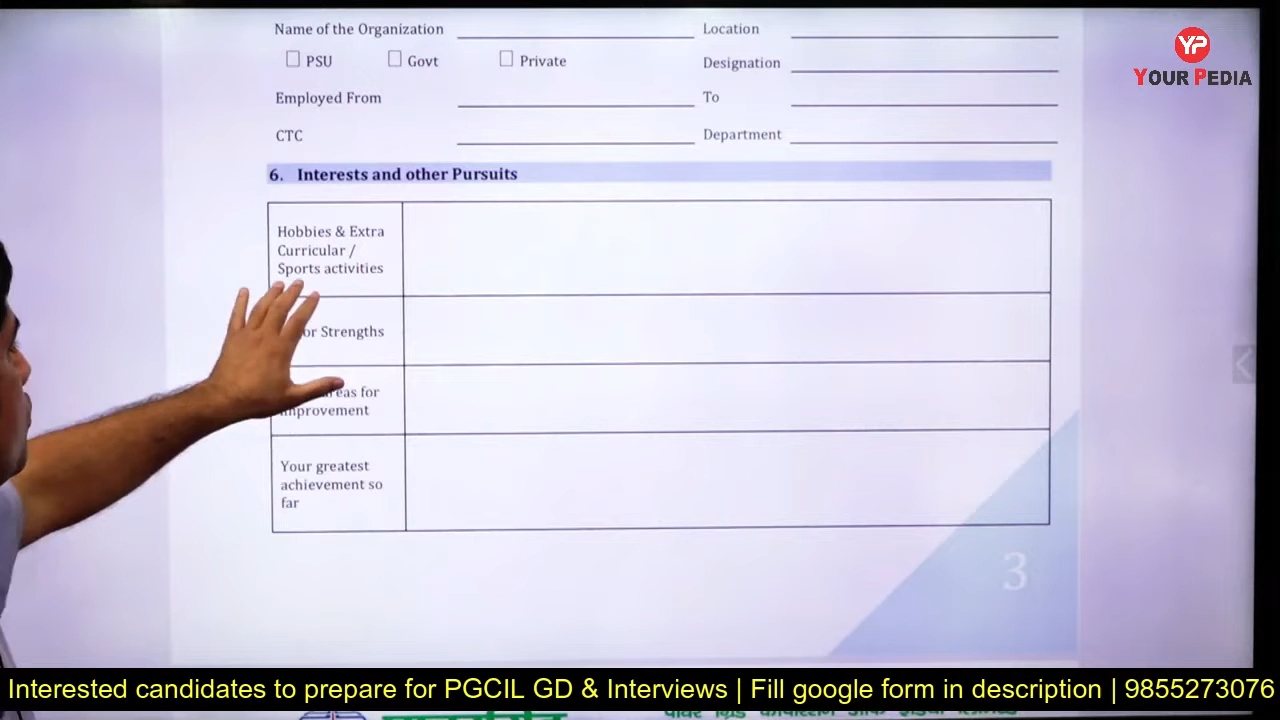 Name of the Organization Location
PSU Govt Private Designation
Employed From To
CTC Department
YP
YOUR PEDIA
6. Interests and other Pursuits
Hobbies & Extra
Curricular /
Sports activities
Strengths
for
improvement
Your greatest
achievement so
far
3
Interested candidates to prepare for PGCIL GD & Interviews | Fill google form in description | 9855273076